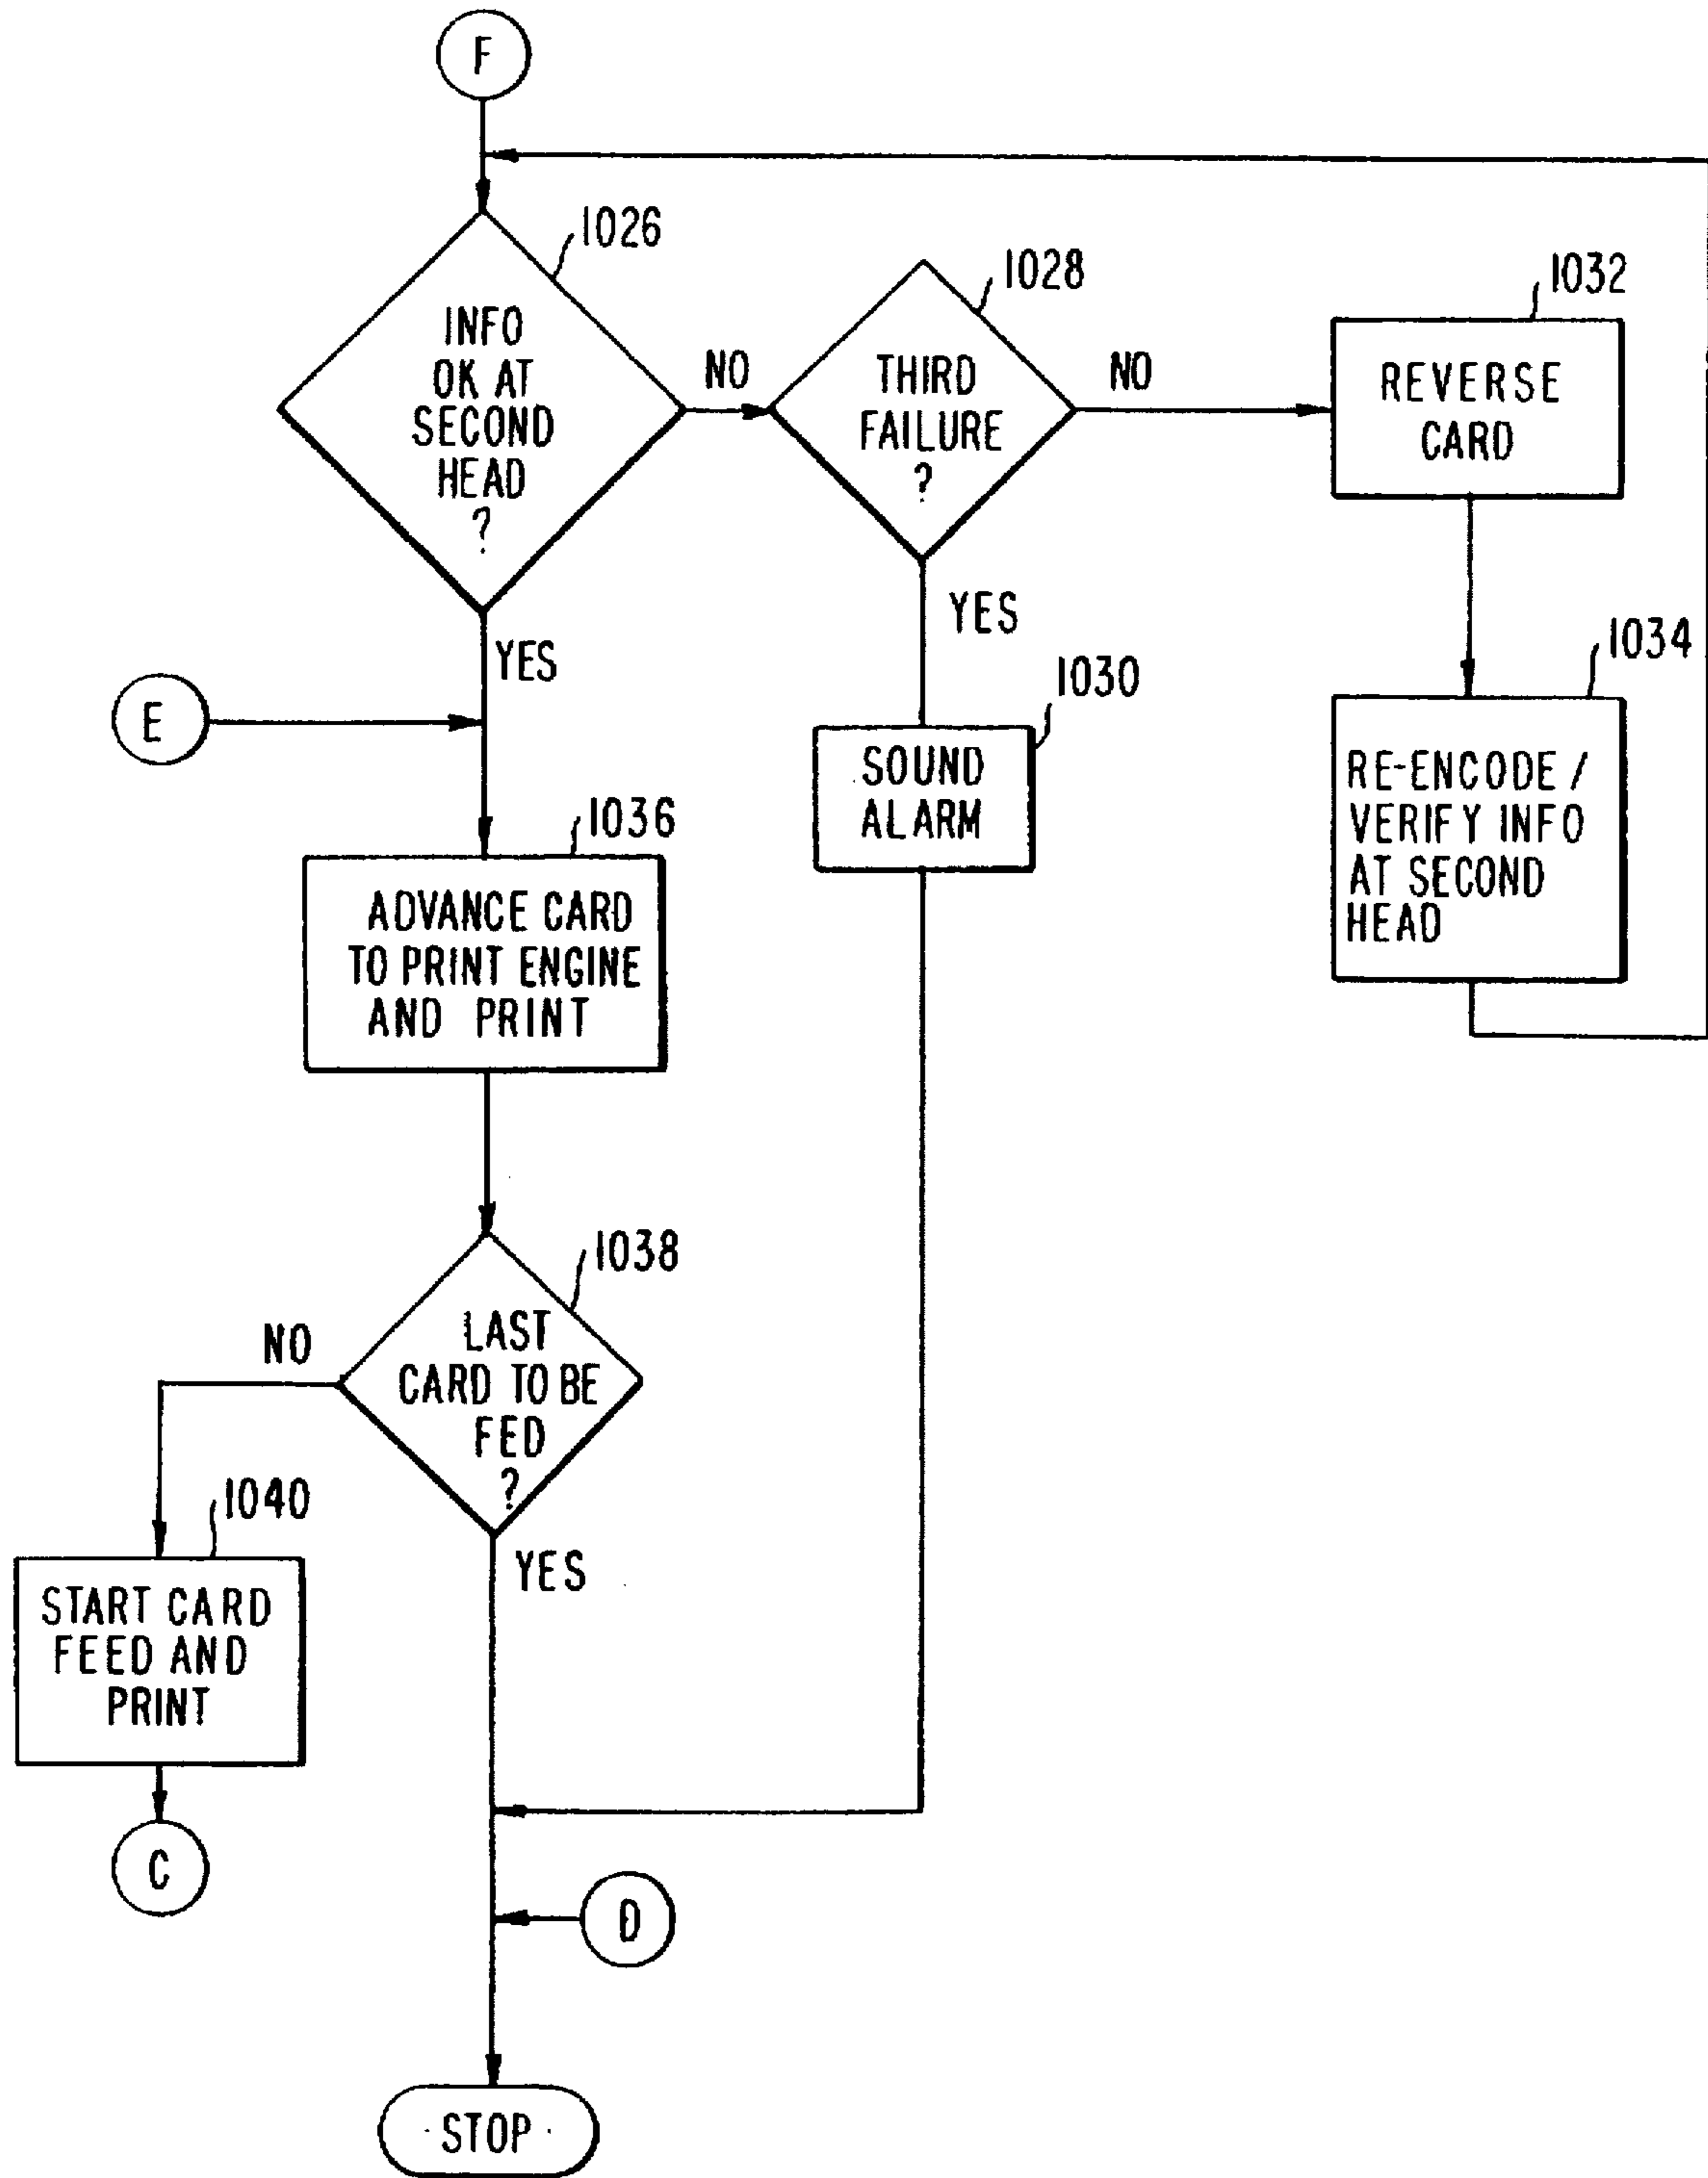 F
1026
INFO
OK AT
SECOND
HEAD
?
NO
YES
1028
THIRD
FAILURE
?
NO
YES
1032
REVERSE
CARD
1034
RE-ENCODE /
VERIFY INFO
AT SECOND
HEAD
1030
SOUND
ALARM
E
1036
ADVANCE CARD
TO PRINT ENGINE
AND PRINT
1038
LAST
CARD TO BE
FED
?
NO
YES
1040
START CARD
FEED AND
PRINT
C
D
STOP